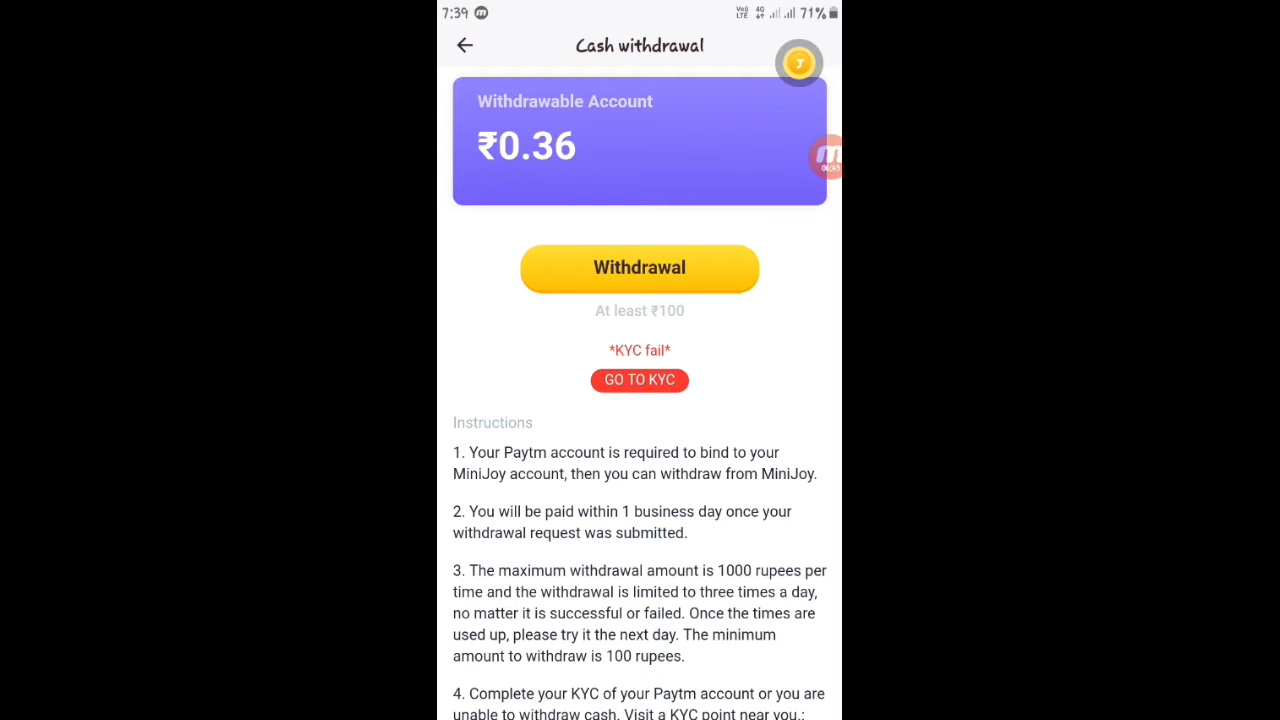 7:39 m VoO LTE 4G 71%
Cash withdrawal
J
Withdrawable Account
₹0.36
m
06:45
Withdrawal
At least ₹100
*KYC fail*
GO TO KYC
Instructions
1. Your Paytm account is required to bind to your
MiniJoy account, then you can withdraw from MiniJoy.
2. You will be paid within 1 business day once your
withdrawal request was submitted.
3. The maximum withdrawal amount is 1000 rupees per
time and the withdrawal is limited to three times a day,
no matter it is successful or failed. Once the times are
used up, please try it the next day. The minimum
amount to withdraw is 100 rupees.
4. Complete your KYC of your Paytm account or you are
unable to withdraw cash. Visit a KYC point near you.: